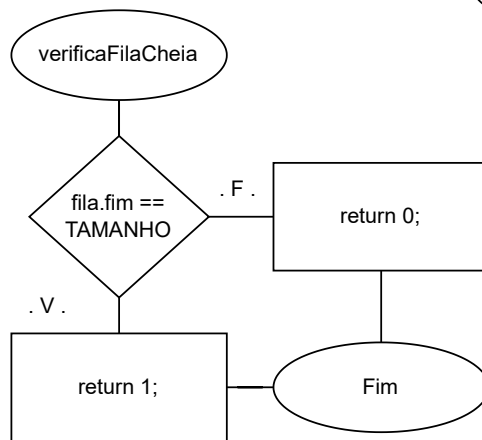 verificaFilaCheia
fila.fim ==
TAMANHO
. F .
return 0;
. V .
return 1;
Fim